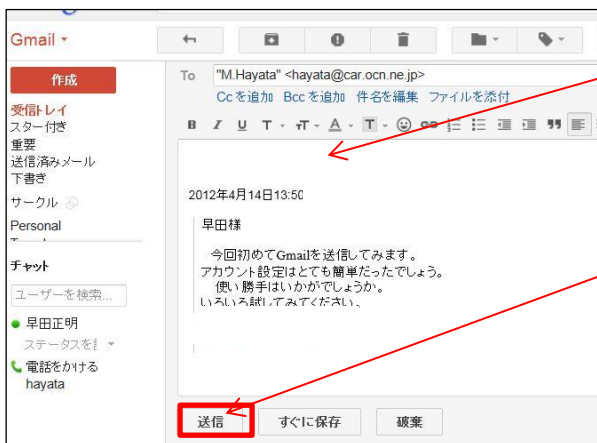 Gmail
作成
受信トレイ
スター付き
重要
送信済みメール
下書き
サークル
Personal
チャット
ユーザーを検索...
早田正明
ステータスを
電話をかける
hayata
To "M.Hayata" <hayata@car.ocn.ne.jp>
Ccを追加 Bccを追加 件名を編集 ファイルを添付
B I U T T A T
2012年4月14日13:50
早田様
今回初めてGmailを送信してみます。
アカウント設定はとても簡単だったでしょう。
使い勝手はいかがでしょうか。
いろいろ試してみてください。
送信 すぐに保存 破棄